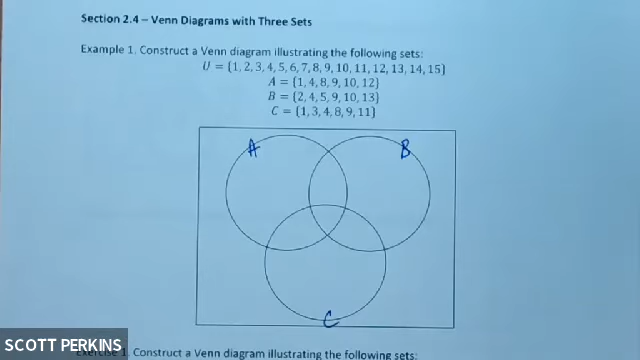 Section 2.4 – Venn Diagrams with Three Sets
Example 1. Construct a Venn diagram illustrating the following sets:
U = {1, 2, 3, 4, 5, 6, 7, 8, 9, 10, 11, 12, 13, 14, 15}
A = {1, 4, 8, 9, 10, 12}
B = {2, 4, 5, 9, 10, 13}
C = {1, 3, 4, 8, 9, 11}
A
B
C
SCOTT PERKINS
Exercise 1. Construct a Venn diagram illustrating the following sets: